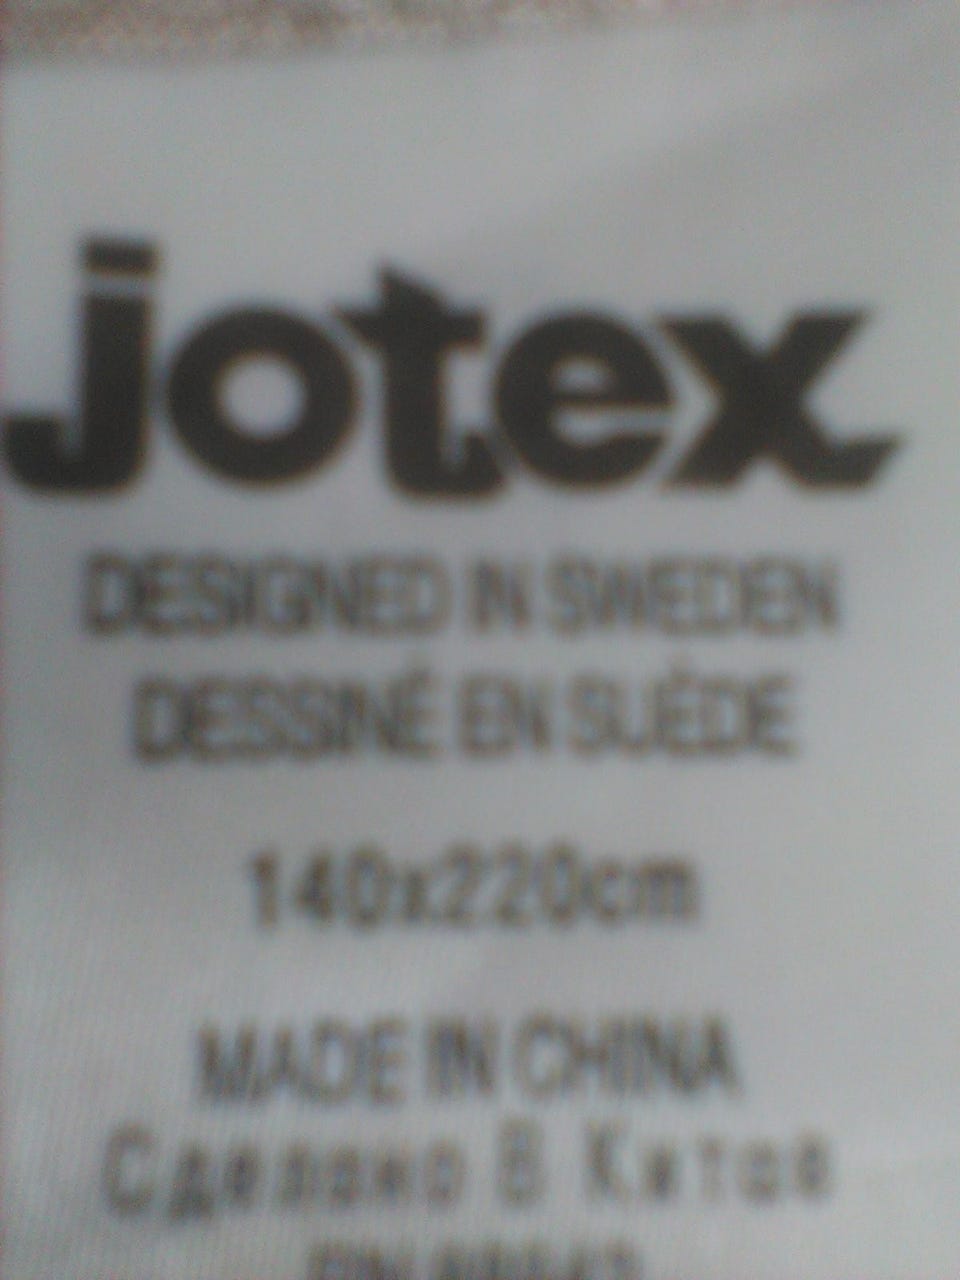 jotex
DESIGNED IN SWEDEN
DESSINÉ EN SUÈDE
140x220cm
MADE IN CHINA
Сделано В Китае